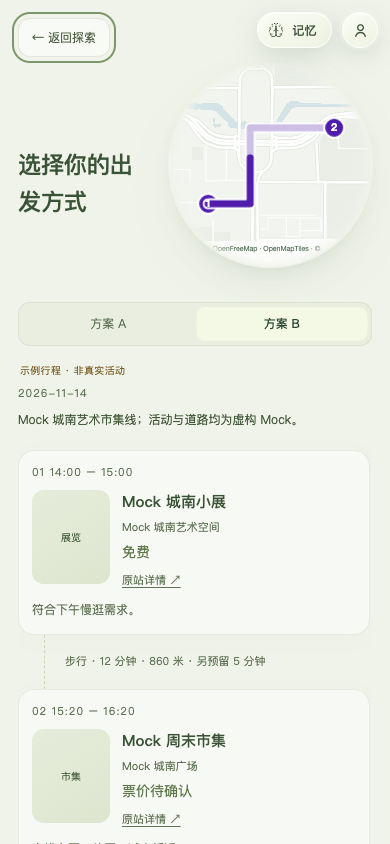 ← 返回探索
记忆
选择你的出
发方式
2
OpenFreeMap · OpenMapTiles · ©
方案 A
方案 B
示例行程 · 非真实活动
2026-11-14
Mock 城南艺术市集线；活动与道路均为虚构 Mock。
01 14:00 — 15:00
展览
Mock 城南小展
Mock 城南艺术空间
免费
原站详情 ↗
符合下午慢逛需求。
步行 · 12 分钟 · 860 米 · 另预留 5 分钟
02 15:20 — 16:20
市集
Mock 周末市集
Mock 城南广场
票价待确认
原站详情 ↗